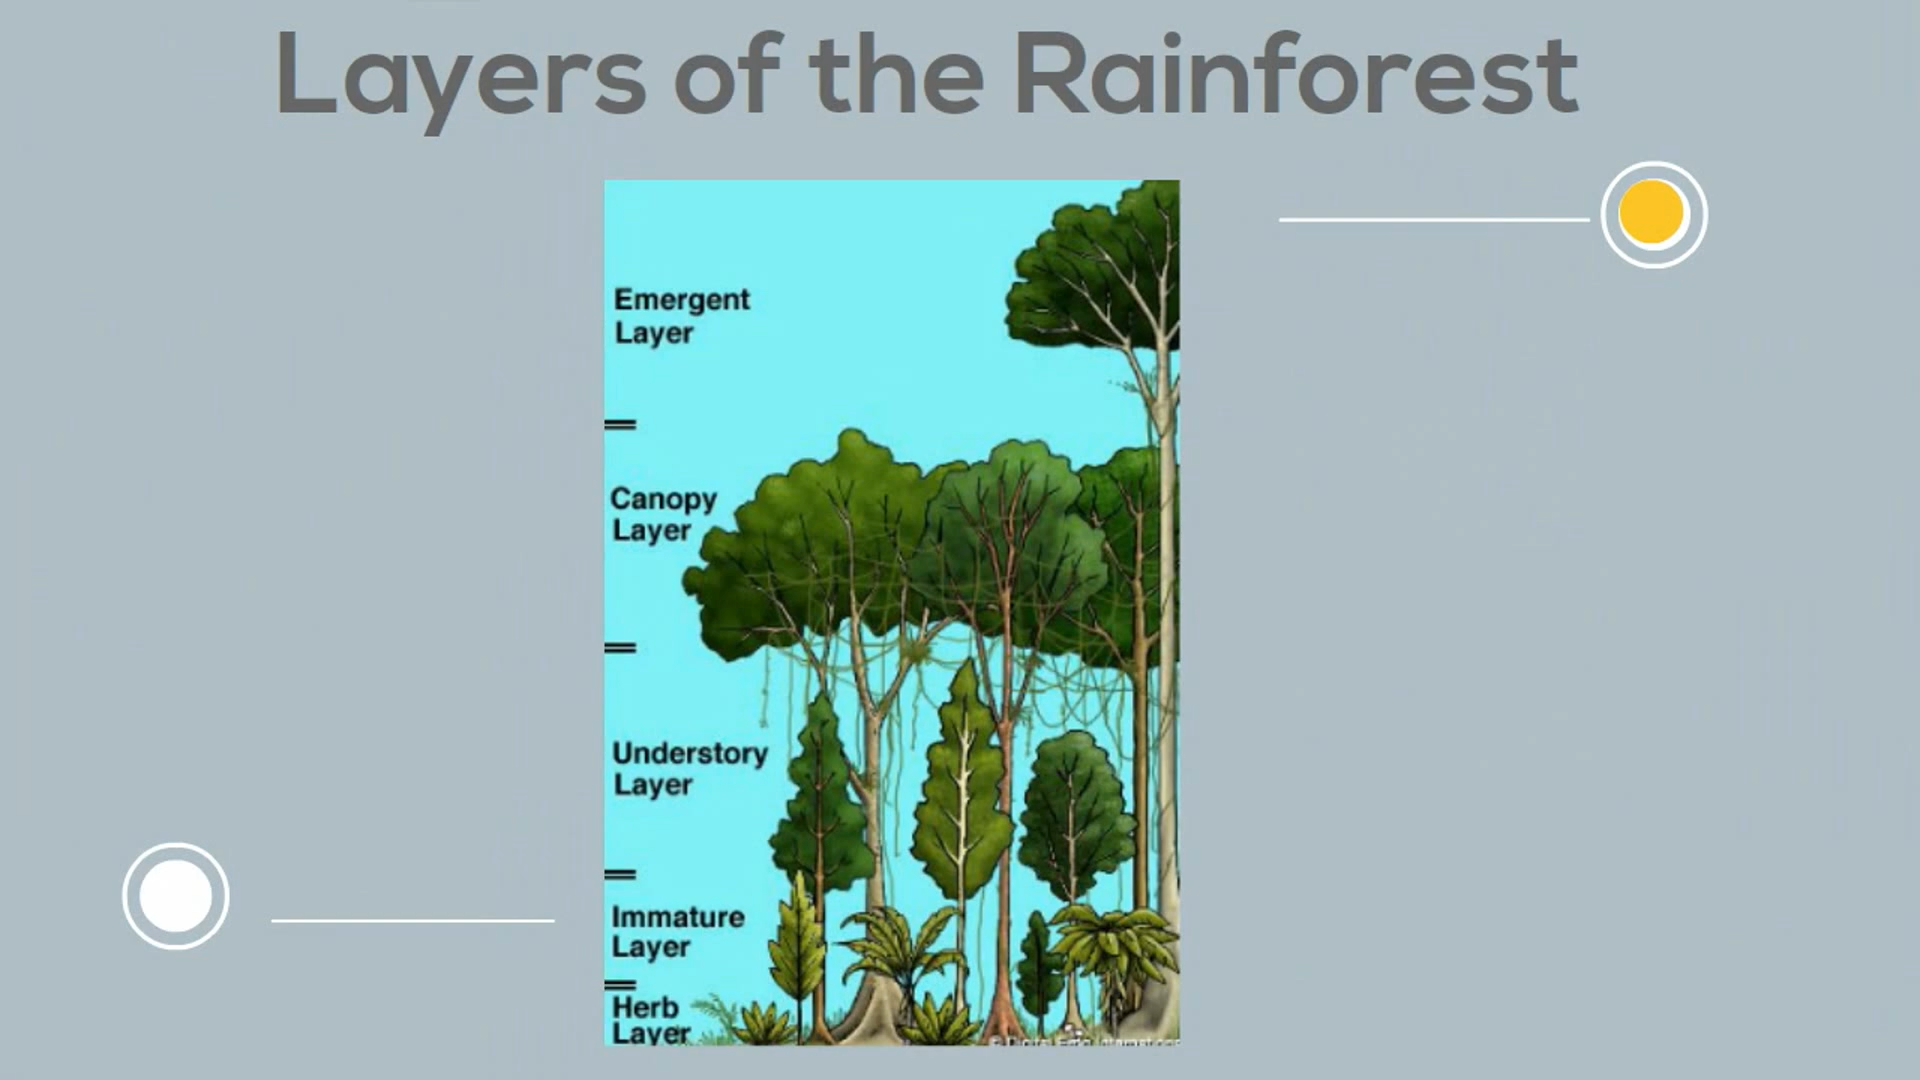 Layers of the Rainforest
Emergent
Layer
Canopy
Layer
Understory
Layer
Immature
Layer
Herb
Layer